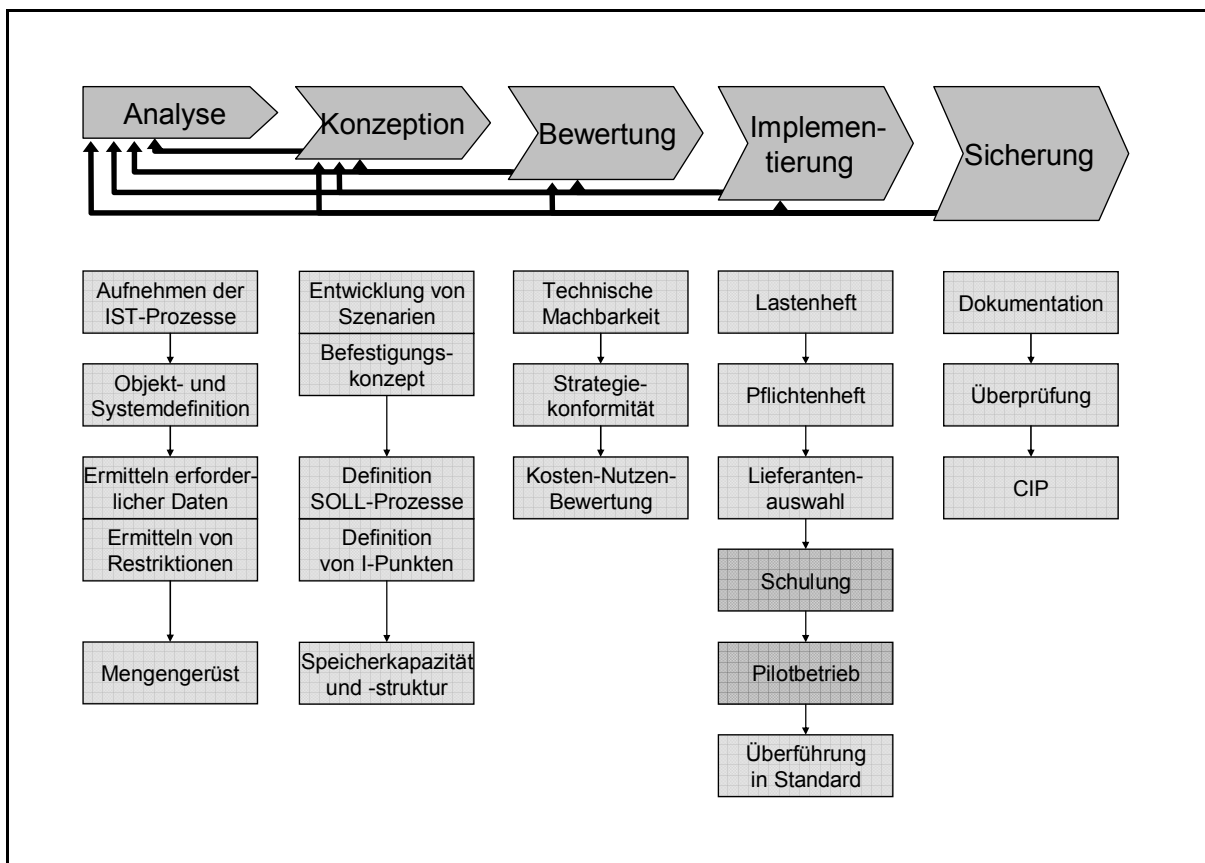 Analyse
Konzeption
Bewertung
Implemen-
tierung
Sicherung
Aufnehmen der
IST-Prozesse
Objekt- und
Systemdefinition
Ermitteln erforder-
licher Daten
Ermitteln von
Restriktionen
Mengengerüst
Entwicklung von
Szenarien
Befestigungs-
konzept
Definition
SOLL-Prozesse
Definition
von I-Punkten
Speicherkapazität
und -struktur
Technische
Machbarkeit
Strategie-
konformität
Kosten-Nutzen-
Bewertung
Lastenheft
Pflichtenheft
Lieferanten-
auswahl
Schulung
Pilotbetrieb
Überführung
in Standard
Dokumentation
Überprüfung
CIP